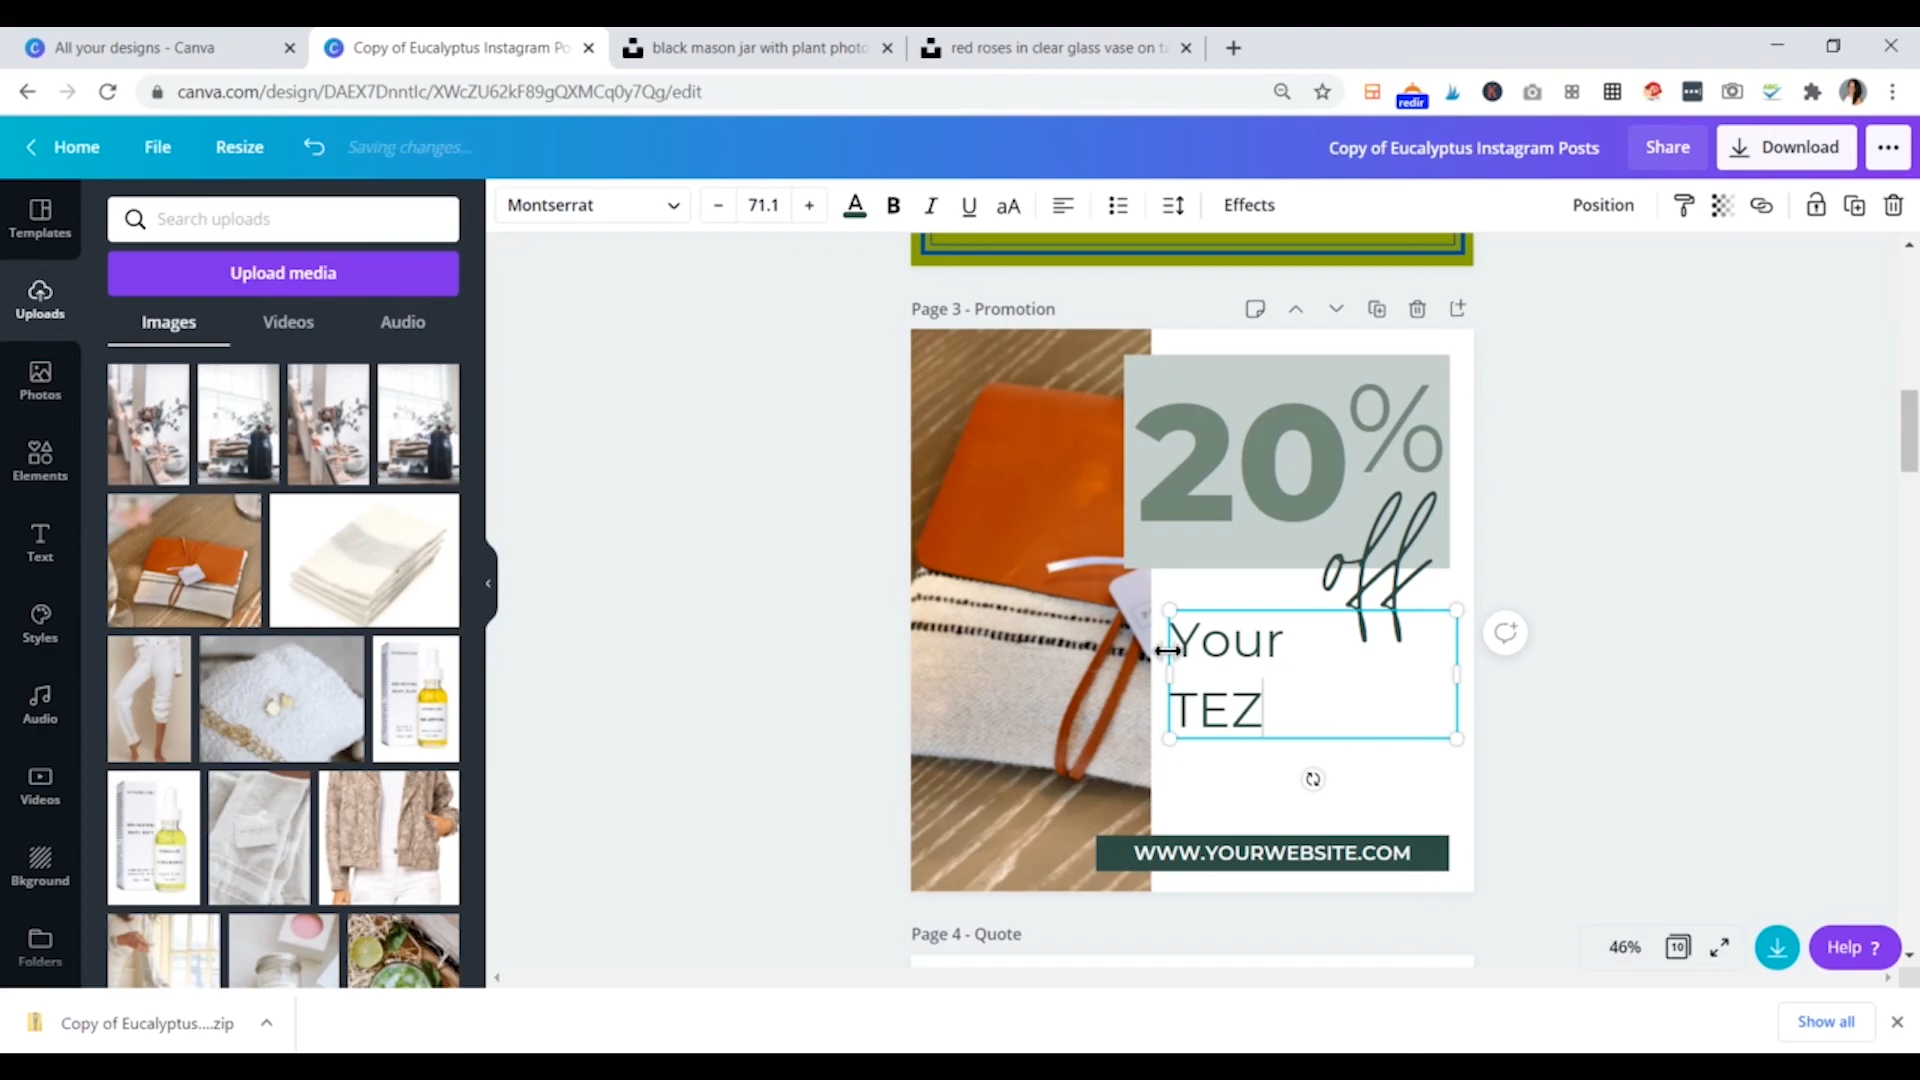 All your designs - Canva
Copy of Eucalyptus Instagram Po
black mason jar with plant photo
red roses in clear glass vase on ta
canva.com/design/DAEX7Dnntlc/XWcZU62kF89gQXMCq0y7Qg/edit
redir
Home
File
Resize
Saving changes...
Copy of Eucalyptus Instagram Posts
Share
Download
Templates
Uploads
Photos
Elements
Text
Styles
Audio
Videos
Bkground
Folders
Search uploads
Upload media
Images
Videos
Audio
Montserrat
71.1
A
B
I
U
aA
Effects
Position
Page 3 - Promotion
20%
off
Your
TEZ
WWW.YOURWEBSITE.COM
Page 4 - Quote
46%
10
Help ?
Copy of Eucalyptus....zip
Show all